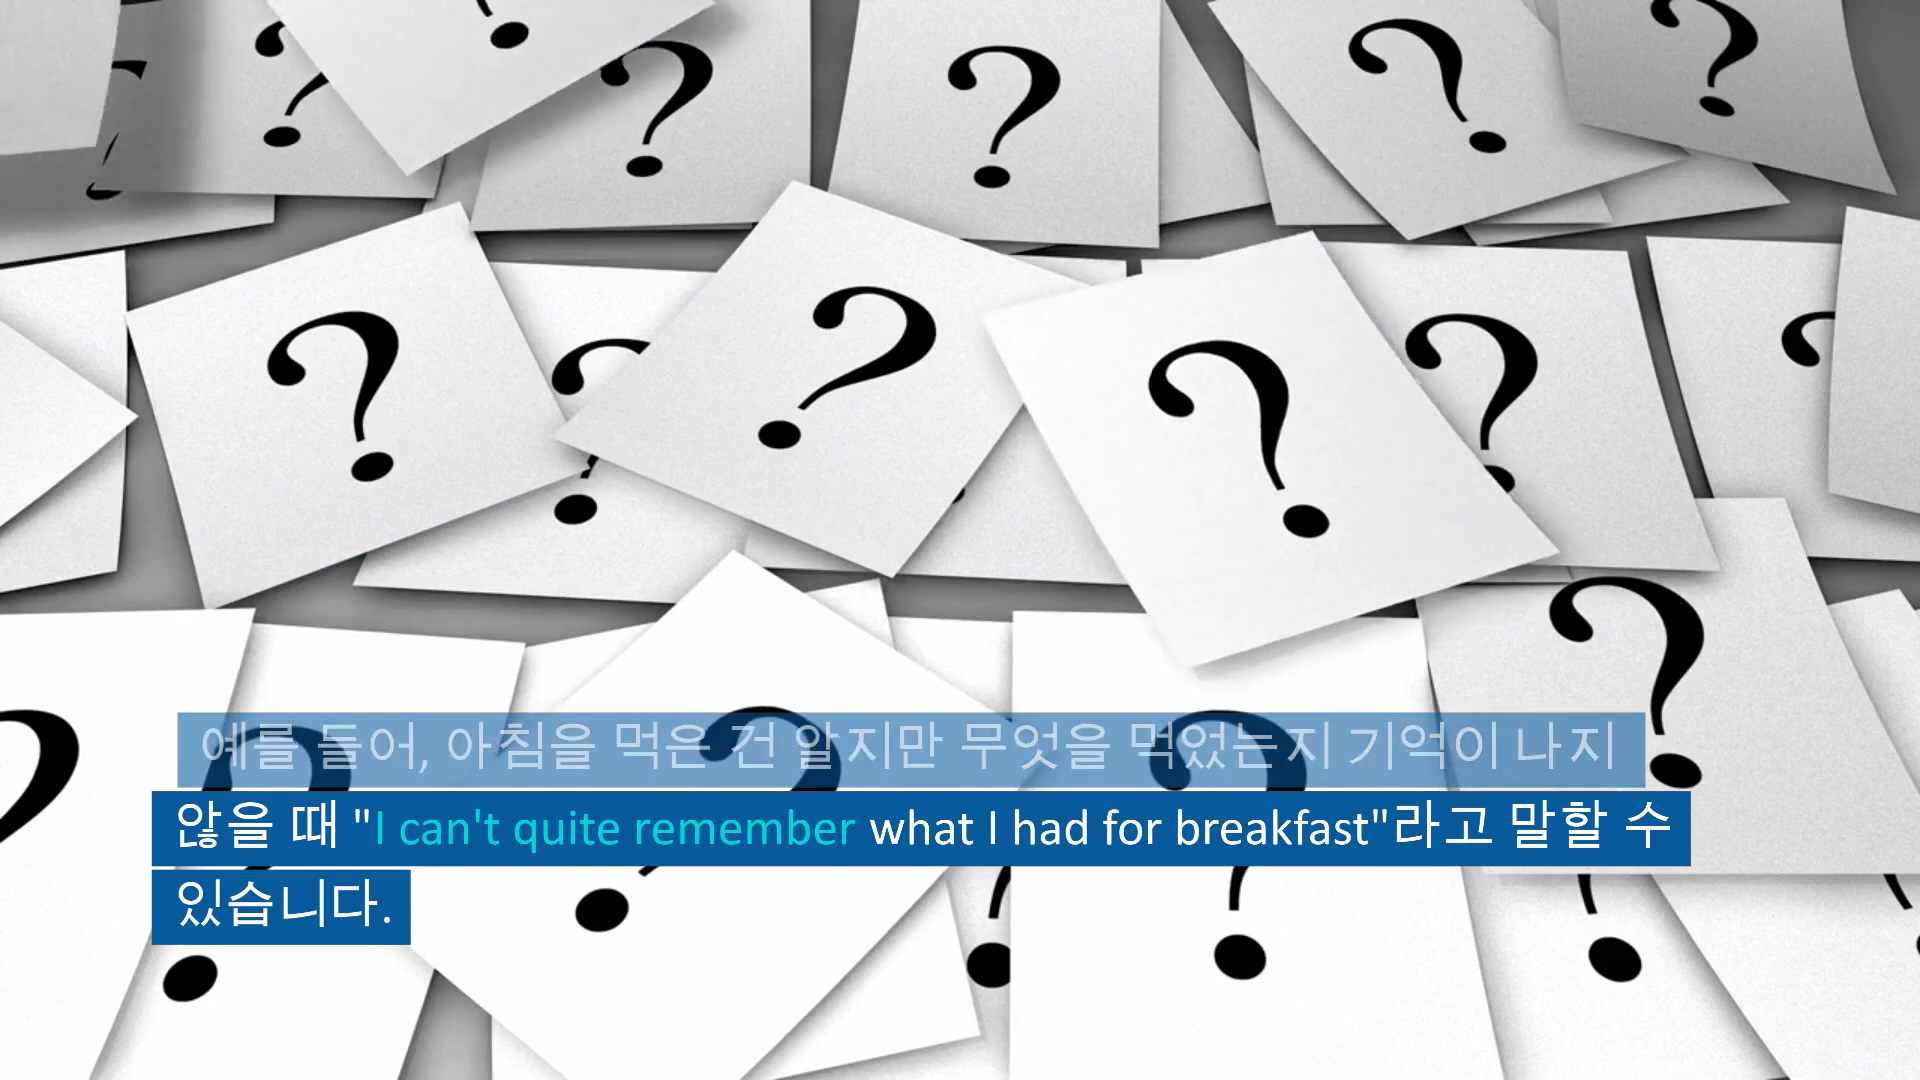 예를 들어, 아침을 먹은 건 알지만 무엇을 먹었는지 기억이 나지
않을 때 "I can't quite remember what I had for breakfast"라고 말할 수
있습니다.